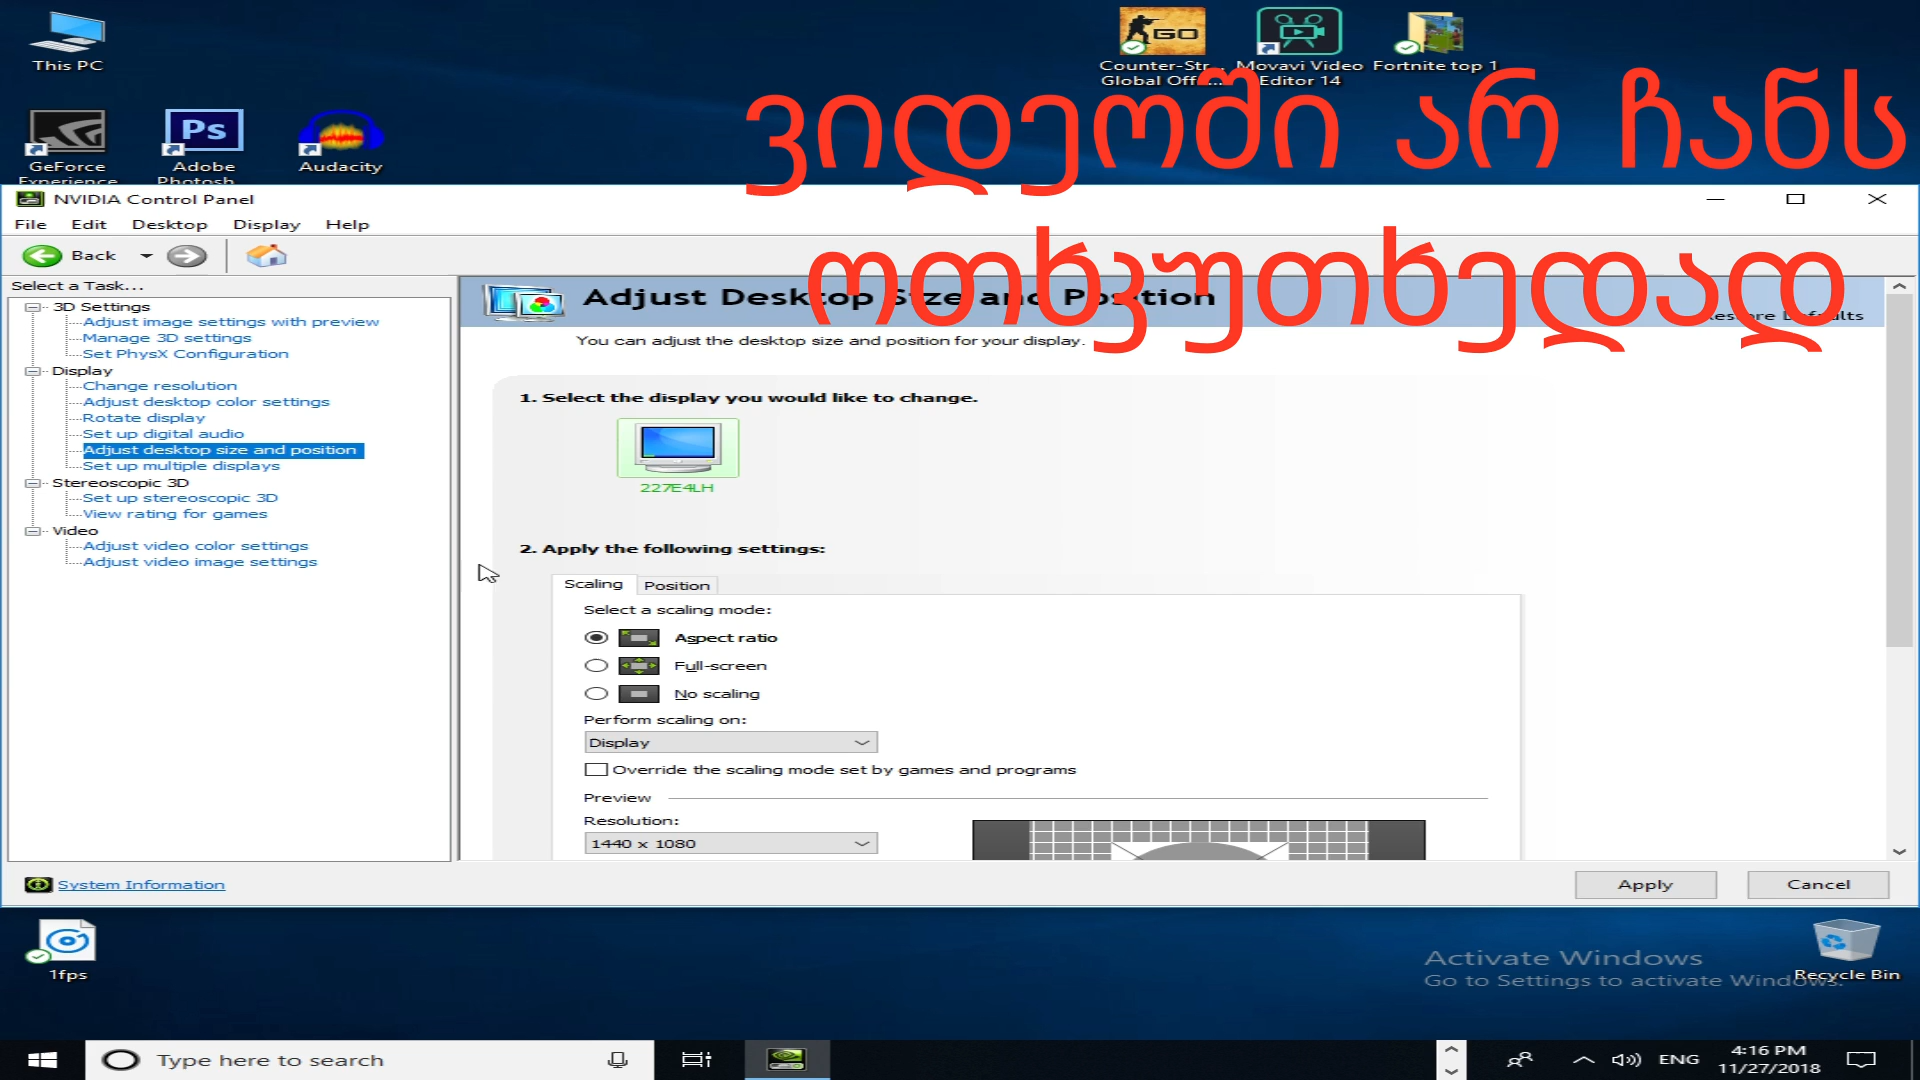 This PC
Counter-Str...
Global Off...
Movavi Video
Editor 14
Fortnite top 1
ვიდეოში არ ჩანს
ოთხკუთხედად
GeForce
Experience
Adobe
Photosh...
Audacity
NVIDIA Control Panel
File Edit Desktop Display Help
Back
Select a Task...
3D Settings
Adjust image settings with preview
Manage 3D settings
Set PhysX Configuration
Display
Change resolution
Adjust desktop color settings
Rotate display
Set up digital audio
Adjust desktop size and position
Set up multiple displays
Stereoscopic 3D
Set up stereoscopic 3D
View rating for games
Video
Adjust video color settings
Adjust video image settings
Adjust Desktop Size and Position
Restore Defaults
You can adjust the desktop size and position for your display.
1. Select the display you would like to change.
227E4LH
2. Apply the following settings:
Scaling
Position
Select a scaling mode:
Aspect ratio
Full-screen
No scaling
Perform scaling on:
Display
Override the scaling mode set by games and programs
Preview
Resolution:
1440 x 1080
System Information
Apply
Cancel
1fps
Activate Windows
Go to Settings to activate Windows.
Recycle Bin
Type here to search
ENG
4:16 PM
11/27/2018